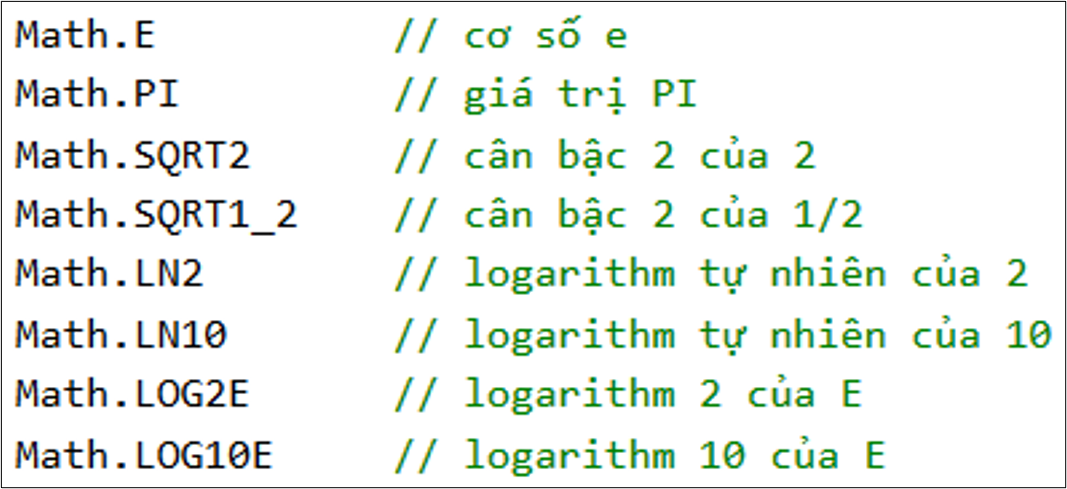 Math.E // cơ số e
Math.PI // giá trị PI
Math.SQRT2 // cân bậc 2 của 2
Math.SQRT1_2 // cân bậc 2 của 1/2
Math.LN2 // logarithm tự nhiên của 2
Math.LN10 // logarithm tự nhiên của 10
Math.LOG2E // logarithm 2 của E
Math.LOG10E // logarithm 10 của E